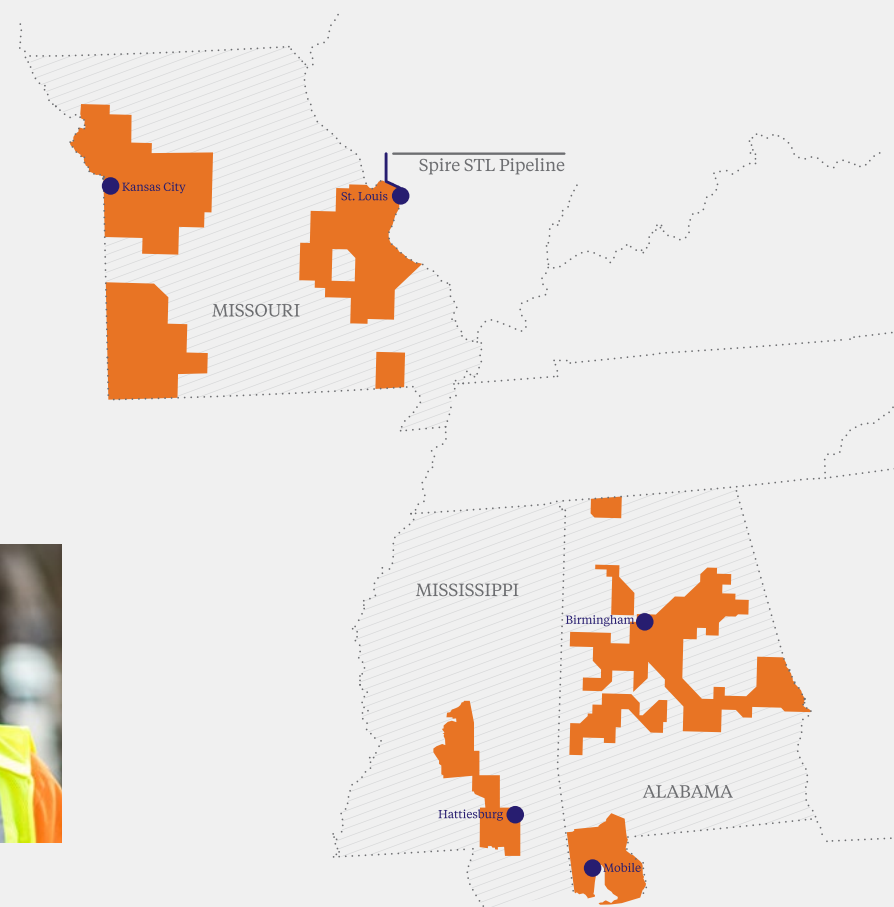 Spire STL Pipeline
Kansas City
St. Louis
MISSOURI
MISSISSIPPI
Birmingham
ALABAMA
Hattiesburg
Mobile